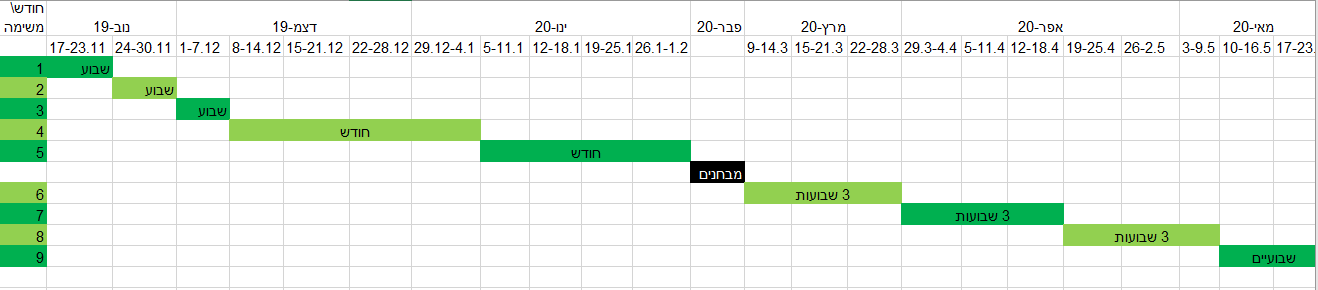 חודש\
משימה
נוב-19 דצמ-19 ינו-20 פבר-20 מרץ-20 אפר-20 מאי-20
17-23.11 24-30.11 1-7.12 8-14.12 15-21.12 22-28.12 29.12-4.1 5-11.1 12-18.1 19-25.1 26.1-1.2 9-14.3 15-21.3 22-28.3 29.3-4.4 5-11.4 12-18.4 19-25.4 26-2.5 3-9.5 10-16.5 17-23.
1 שבוע
2 שבוע
3 שבוע
4 חודש
5 חודש
מבחנים
6 3 שבועות
7 3 שבועות
8 3 שבועות
9 שבועיים